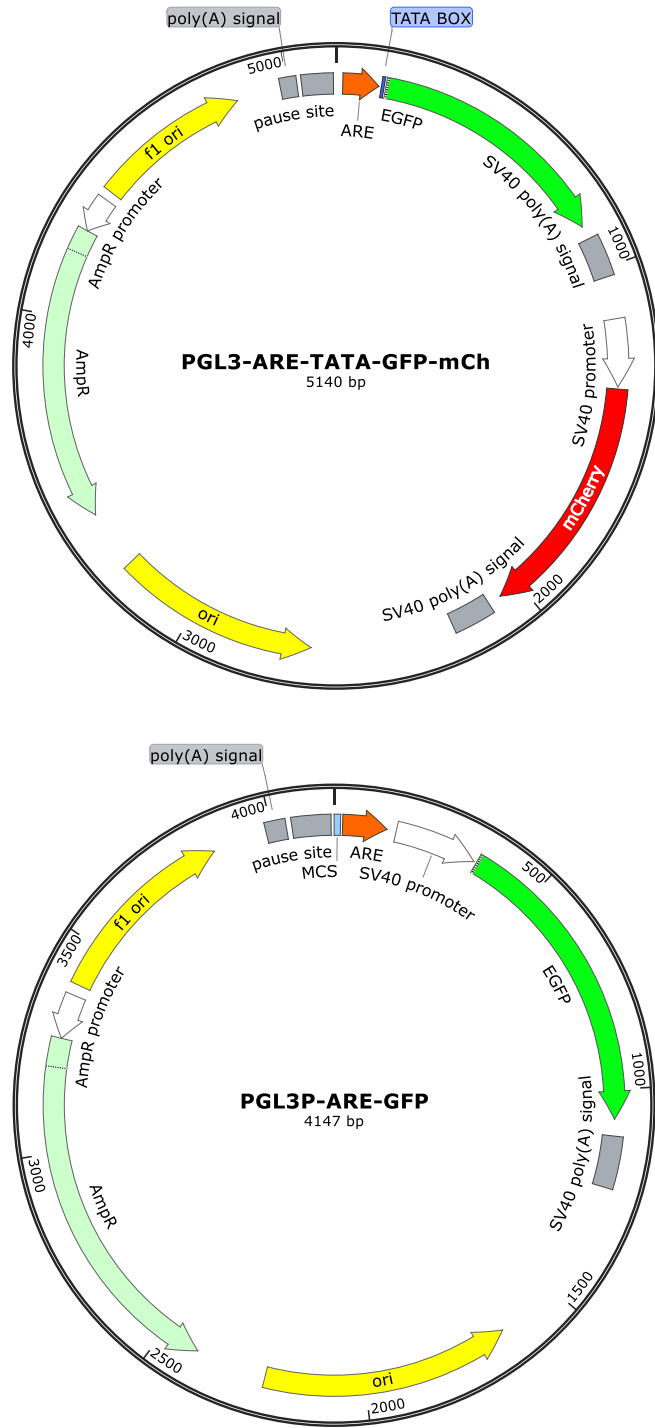 poly(A) signal
TATA BOX
5000
pause site
ARE
EGFP
f1 ori
SV40 poly(A) signal
1000
AmpR promoter
4000
PGL3-ARE-TATA-GFP-mCh
5140 bp
SV40 promoter
AmpR
mCherry
SV40 poly(A) signal
2000
ori
3000
poly(A) signal
4000
pause site
MCS
ARE
SV40 promoter
500
f1 ori
3500
EGFP
AmpR promoter
1000
PGL3P-ARE-GFP
4147 bp
SV40 poly(A) signal
3000
AmpR
1500
2500
ori
2000